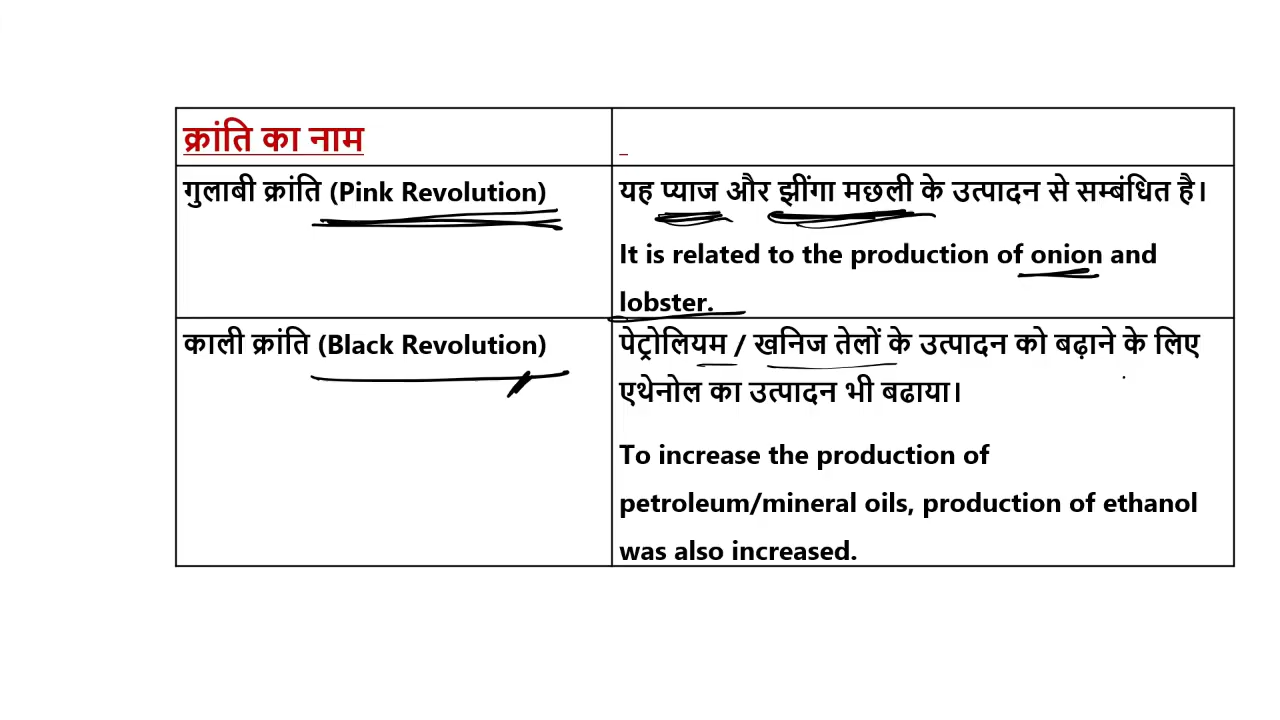 क्रांति का नाम
गुलाबी क्रांति (Pink Revolution)
यह प्याज और झींगा मछली के उत्पादन से सम्बंधित है।
It is related to the production of onion and
lobster.
काली क्रांति (Black Revolution)
पेट्रोलियम / खनिज तेलों के उत्पादन को बढ़ाने के लिए
एथेनोल का उत्पादन भी बढाया।
To increase the production of
petroleum/mineral oils, production of ethanol
was also increased.